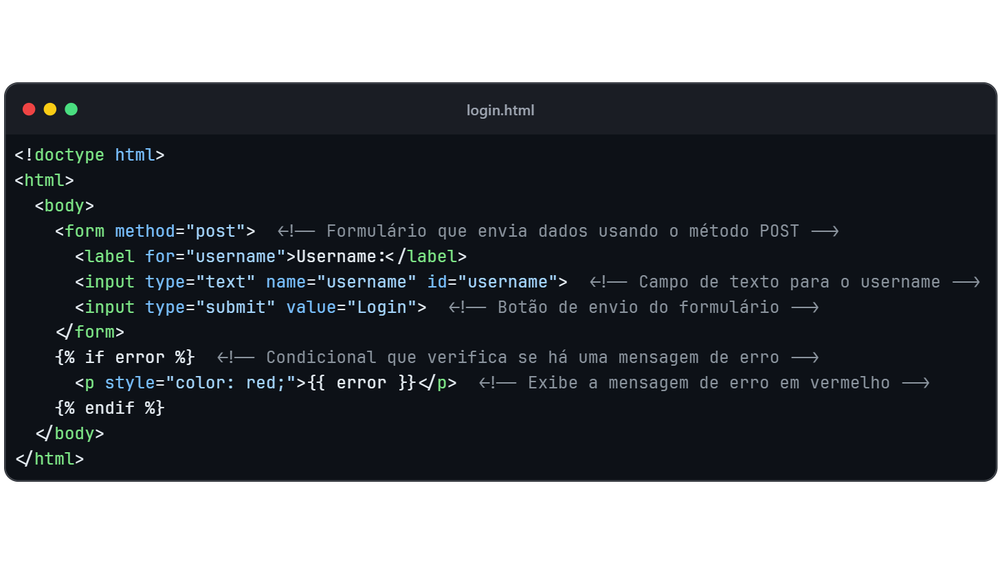 login.html
<!doctype html>
<html>
  <body>
    <form method="post">  <!-- Formulário que envia dados usando o método POST -->
      <label for="username">Username:</label>
      <input type="text" name="username" id="username">  <!-- Campo de texto para o username -->
      <input type="submit" value="Login">  <!-- Botão de envio do formulário -->
    </form>
    {% if error %}  <!-- Condicional que verifica se há uma mensagem de erro -->
      <p style="color: red;">{{ error }}</p>  <!-- Exibe a mensagem de erro em vermelho -->
    {% endif %}
  </body>
</html>